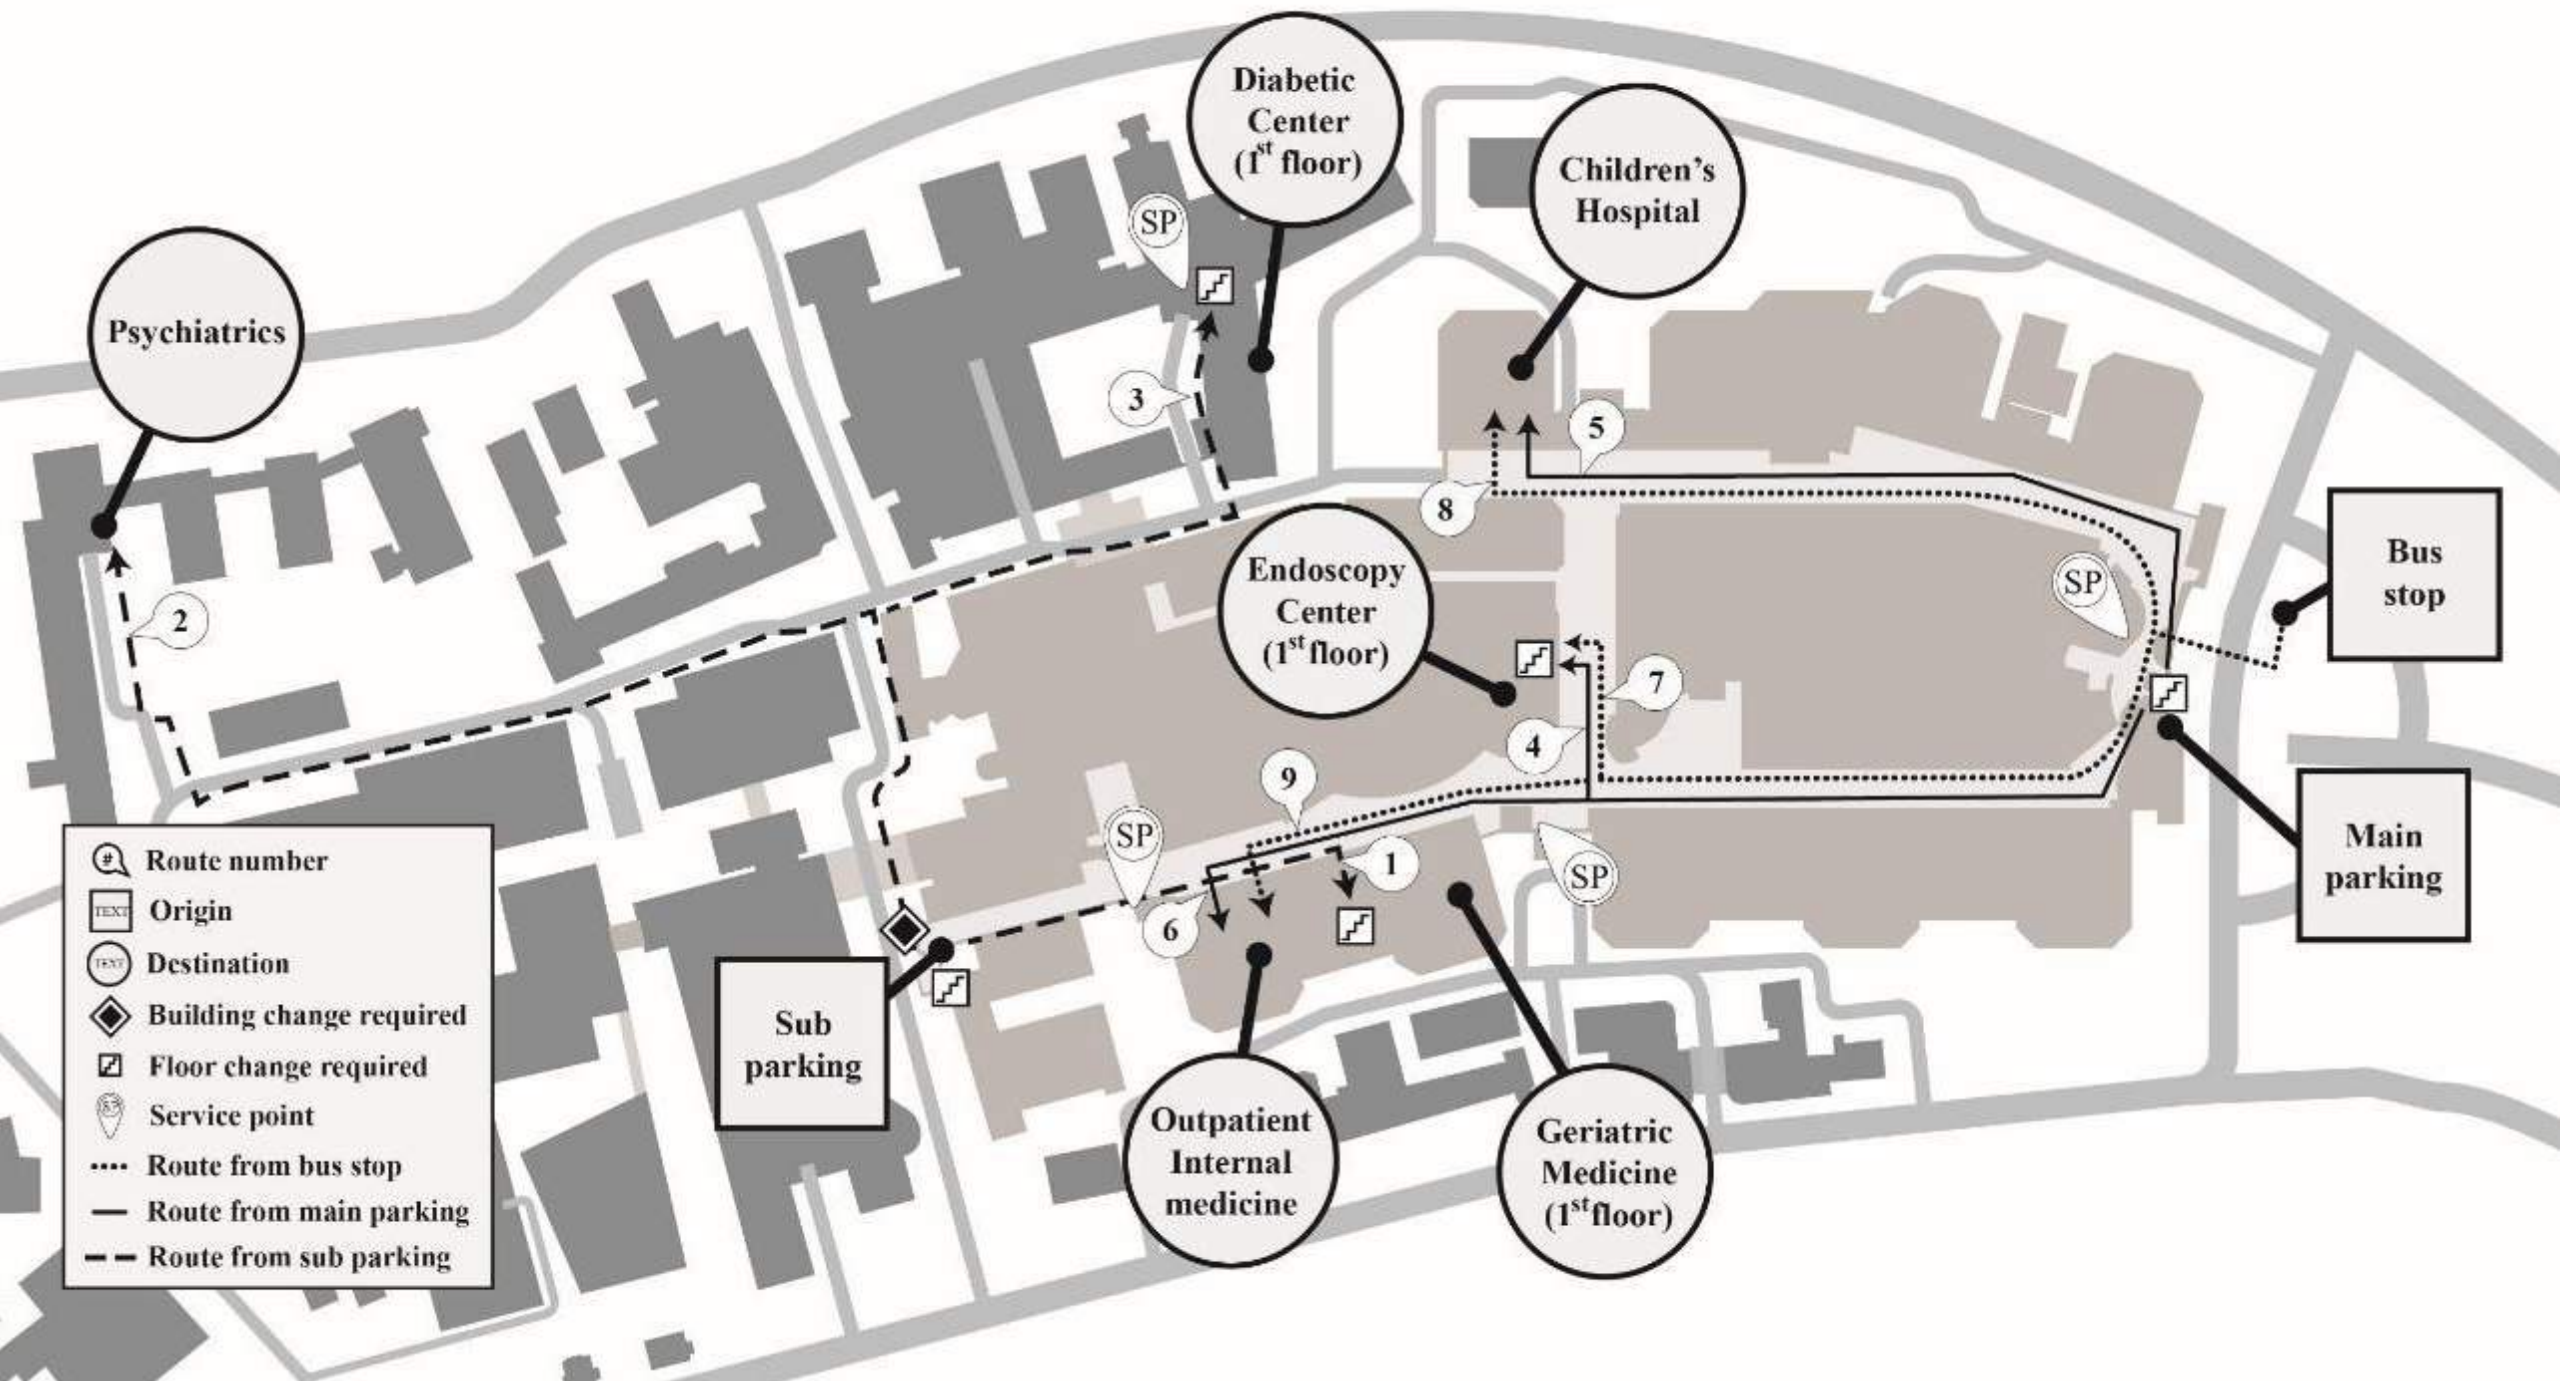 Diabetic
Center
(1st floor)
Children's
Hospital
SP
Psychiatrics
3
5
8
Bus
stop
Endoscopy
Center
(1st floor)
SP
2
7
4
9
SP
1
SP
6
Main
parking
Sub
parking
Outpatient
Internal
medicine
Geriatric
Medicine
(1st floor)
# Route number
TEXT Origin
TEXT Destination
Building change required
Floor change required
Service point
Route from bus stop
Route from main parking
Route from sub parking